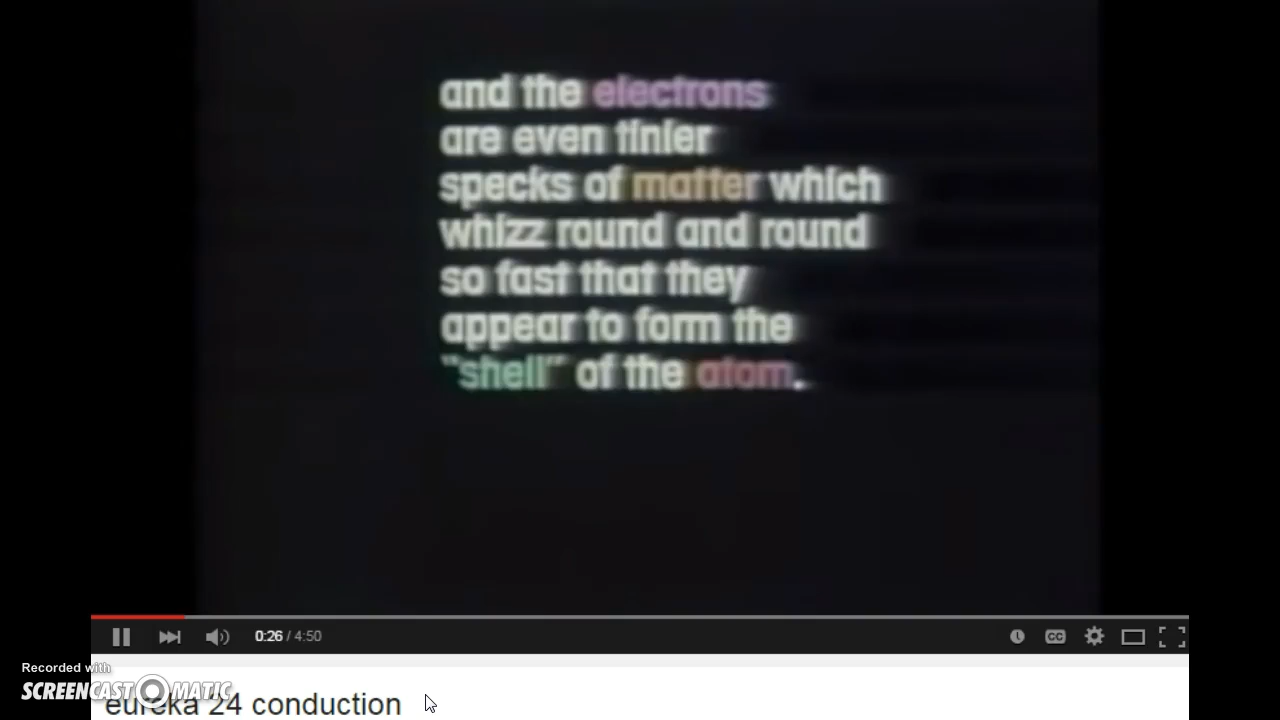 and the electrons
are even tinier
specks of matter which
whizz round and round
so fast that they
appear to form the
"shell" of the atom.
0:26 / 4:50
CC
Recorded with
SCREENCAST-O-MATIC
eureka 24 conduction